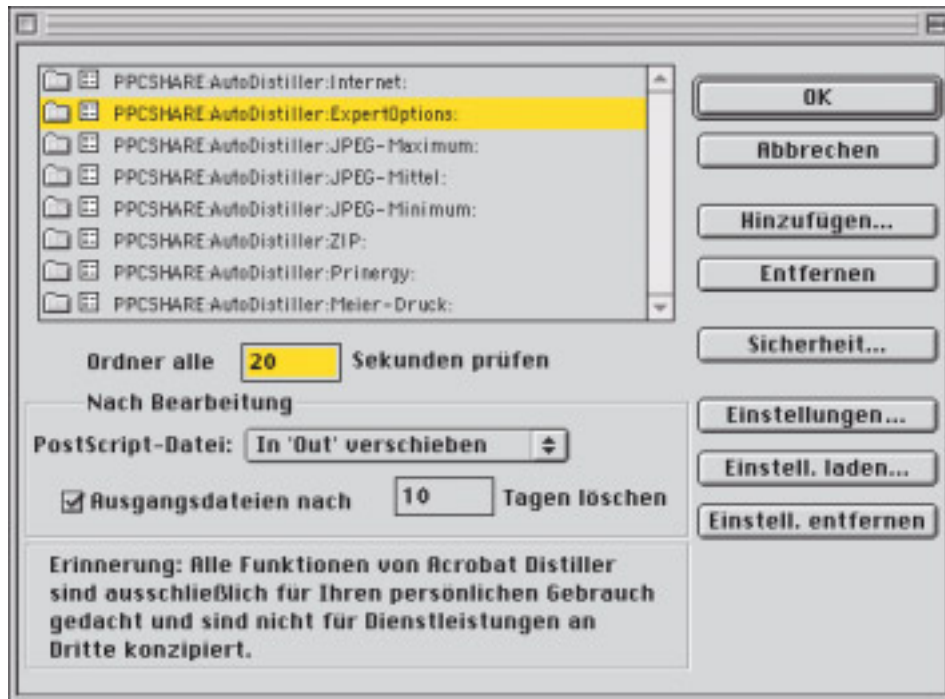 PPCSHARE:AutoDistiller:Internet:
PPCSHARE:AutoDistiller:ExpertOptions:
PPCSHARE:AutoDistiller:JPEG-Maximum:
PPCSHARE:AutoDistiller:JPEG-Mittel:
PPCSHARE:AutoDistiller:JPEG-Minimum:
PPCSHARE:AutoDistiller:ZIP:
PPCSHARE:AutoDistiller:Prinergy:
PPCSHARE:AutoDistiller:Meier-Druck:
OK
Abbrechen
Hinzufügen...
Entfernen
Sicherheit...
Einstellungen...
Einstell. laden...
Einstell. entfernen
Ordner alle 20 Sekunden prüfen
Nach Bearbeitung
PostScript-Datei: In 'Out' verschieben
Ausgangsdateien nach 10 Tagen löschen
Erinnerung: Alle Funktionen von Acrobat Distiller
sind ausschließlich für Ihren persönlichen Gebrauch
gedacht und sind nicht für Dienstleistungen an
Dritte konzipiert.